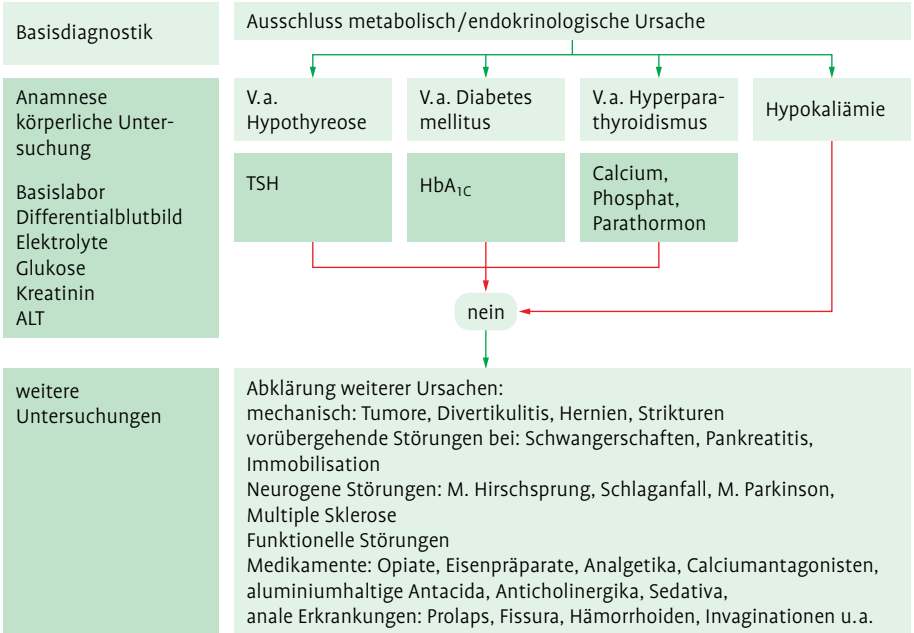 Basisdiagnostik
Ausschluss metabolisch/endokrinologische Ursache
Anamnese
körperliche Unter-
suchung
Basislabor
Differentialblutbild
Elektrolyte
Glukose
Kreatinin
ALT
V.a.
Hypothyreose
V.a. Diabetes
mellitus
V.a. Hyperpara-
thyroidismus
Hypokaliämie
TSH
HbA1C
Calcium,
Phosphat,
Parathormon
nein
weitere
Untersuchungen
Abklärung weiterer Ursachen:
mechanisch: Tumore, Divertikulitis, Hernien, Strikturen
vorübergehende Störungen bei: Schwangerschaften, Pankreatitis,
Immobilisation
Neurogene Störungen: M. Hirschsprung, Schlaganfall, M. Parkinson,
Multiple Sklerose
Funktionelle Störungen
Medikamente: Opiate, Eisenpräparate, Analgetika, Calciumantagonisten,
aluminiumhaltige Antacida, Anticholinergika, Sedativa,
anale Erkrankungen: Prolaps, Fissura, Hämorrhoiden, Invaginationen u.a.